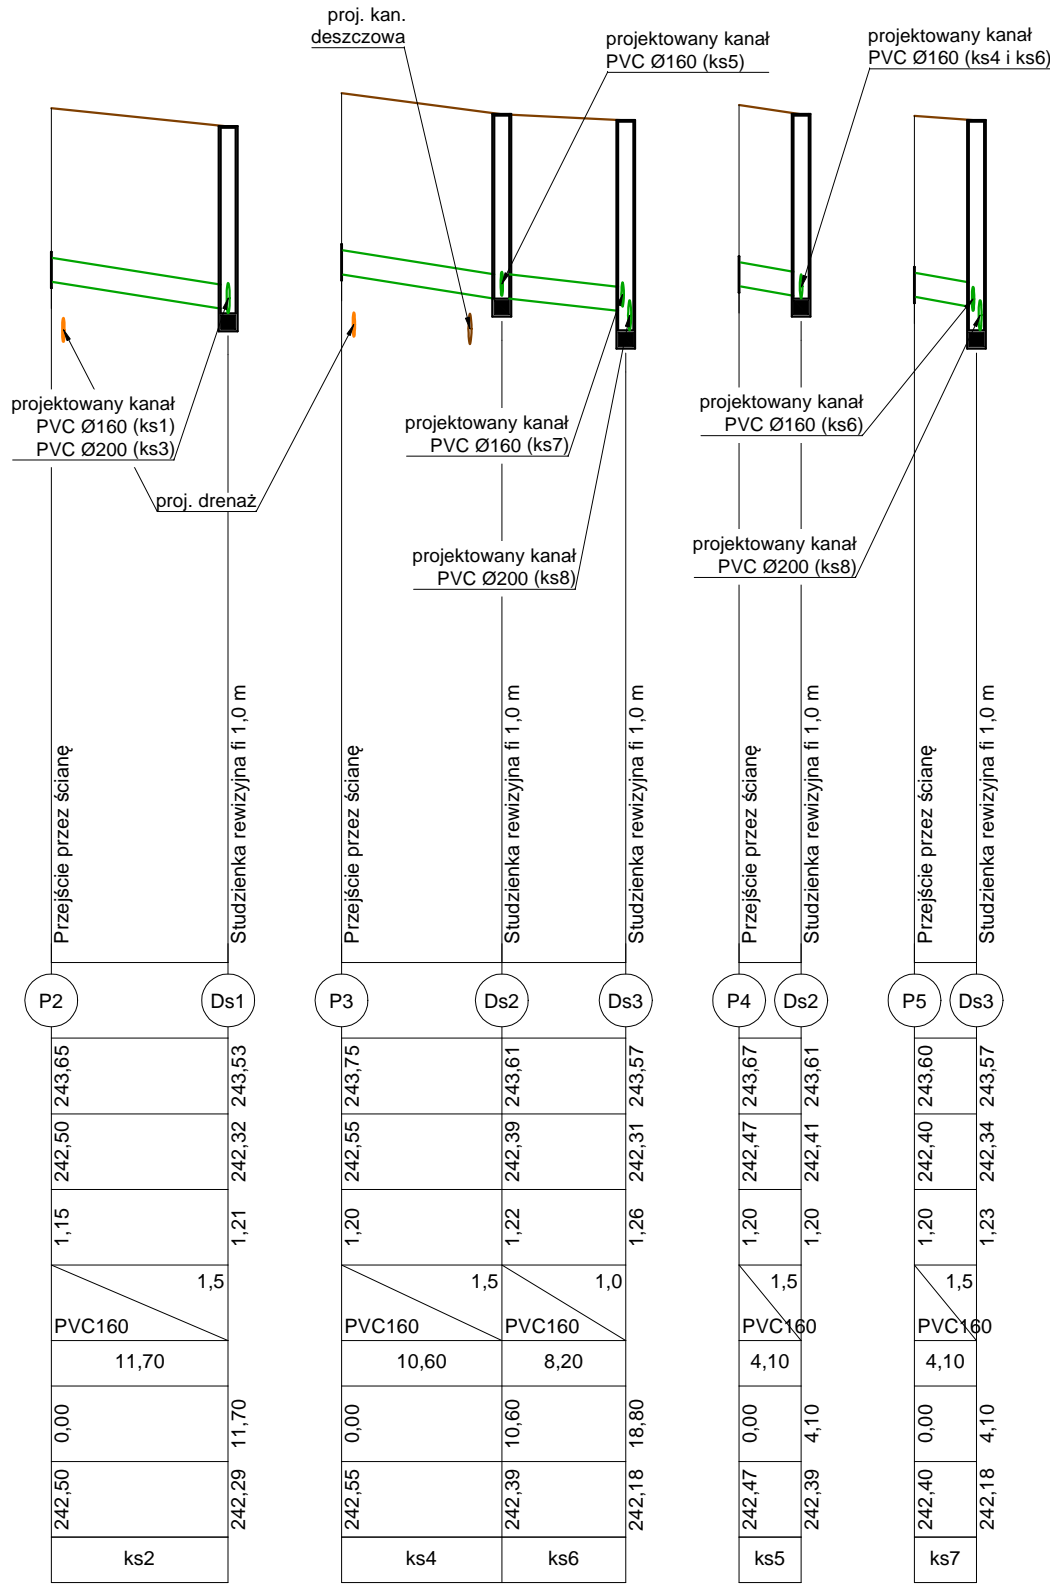 proj. kan.
deszczowa
projektowany kanał
PVC Ø160 (ks5)
projektowany kanał
PVC Ø160 (ks4 i ks6)
projektowany kanał
PVC Ø160 (ks1)
PVC Ø200 (ks3)
proj. drenaż
projektowany kanał
PVC Ø160 (ks7)
projektowany kanał
PVC Ø200 (ks8)
projektowany kanał
PVC Ø160 (ks6)
projektowany kanał
PVC Ø200 (ks8)
Przejście przez ścianę
Studzienka rewizyjna fi 1,0 m
Przejście przez ścianę
Studzienka rewizyjna fi 1,0 m
Studzienka rewizyjna fi 1,0 m
Przejście przez ścianę
Studzienka rewizyjna fi 1,0 m
Przejście przez ścianę
Studzienka rewizyjna fi 1,0 m
P2 Ds1 P3 Ds2 Ds3 P4 Ds2 P5 Ds3
243,65 243,53 243,75 243,61 243,57 243,67 243,61 243,60 243,57
242,50 242,32 242,55 242,39 242,31 242,47 242,41 242,40 242,34
1,15 1,21 1,20 1,22 1,26 1,20 1,20 1,20 1,23
1,5 1,5 1,0 1,5 1,5
PVC160 PVC160 PVC160 PVC160 PVC160
11,70 10,60 8,20 4,10 4,10
0,00 11,70 0,00 10,60 18,80 0,00 4,10 0,00 4,10
242,50 242,29 242,55 242,39 242,18 242,47 242,39 242,40 242,18
ks2 ks4 ks6 ks5 ks7